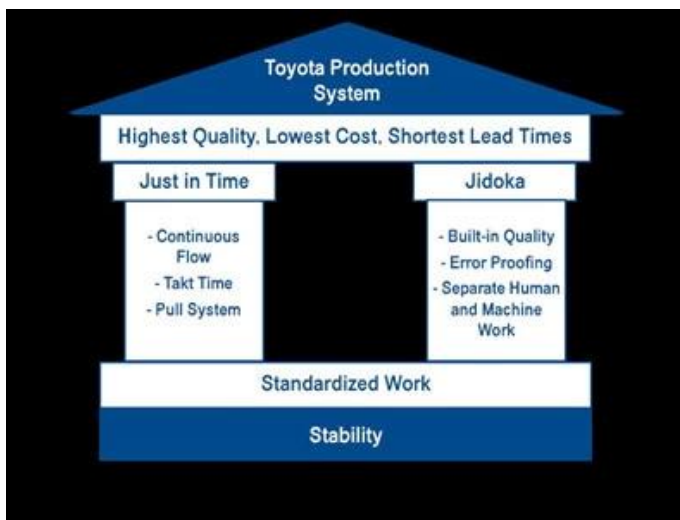 Toyota Production
System
Highest Quality, Lowest Cost, Shortest Lead Times
Just in Time
- Continuous
Flow
- Takt Time
- Pull System
Jidoka
- Built-in Quality
- Error Proofing
- Separate Human
and Machine
Work
Standardized Work
Stability